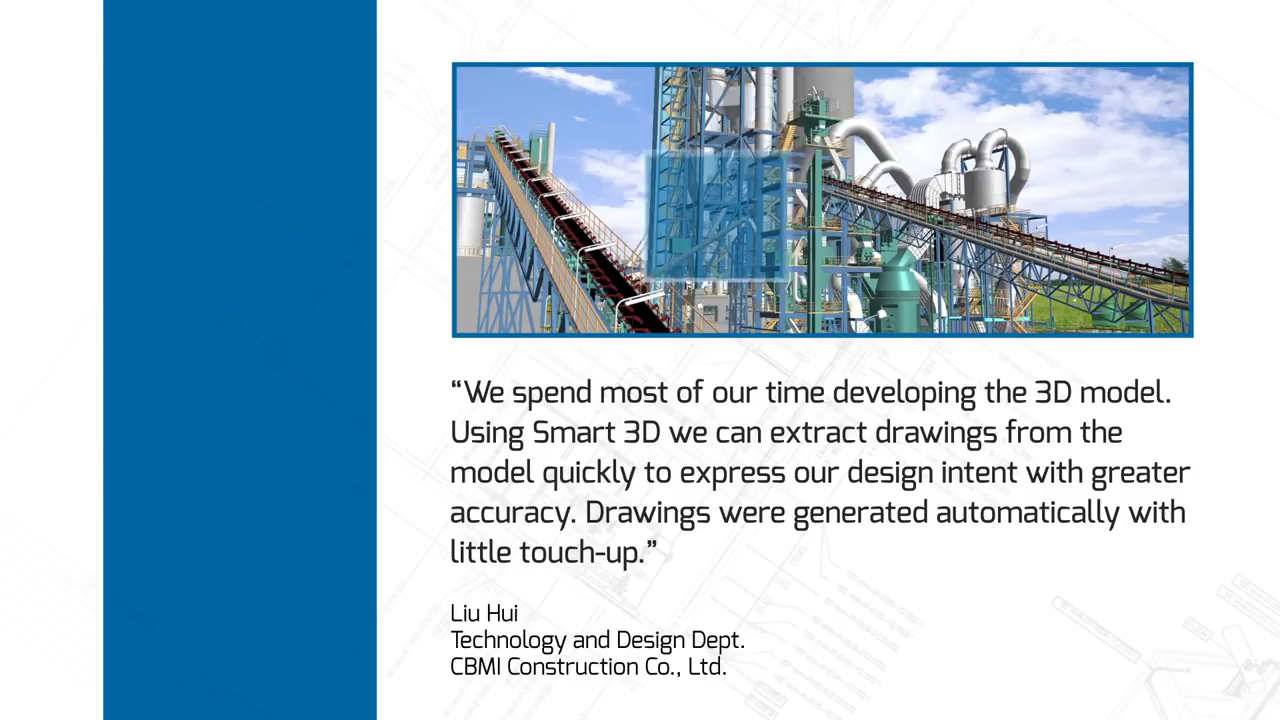 “We spend most of our time developing the 3D model.
Using Smart 3D we can extract drawings from the
model quickly to express our design intent with greater
accuracy. Drawings were generated automatically with
little touch-up.”
Liu Hui
Technology and Design Dept.
CBMI Construction Co., Ltd.